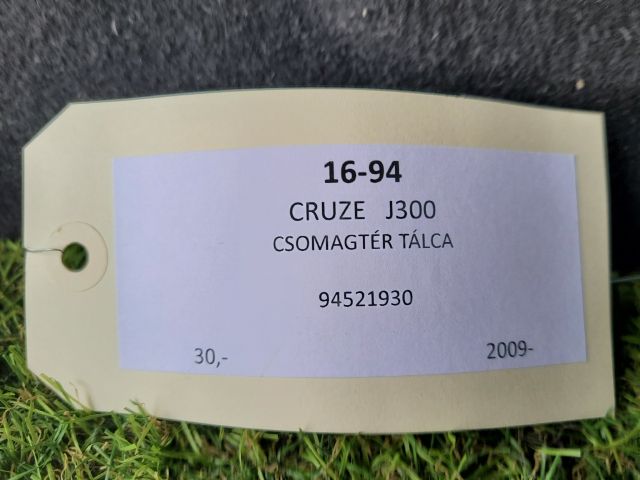 16-94
CRUZE J300
CSOMAGTÉR TÁLCA
94521930
30,- 2009-